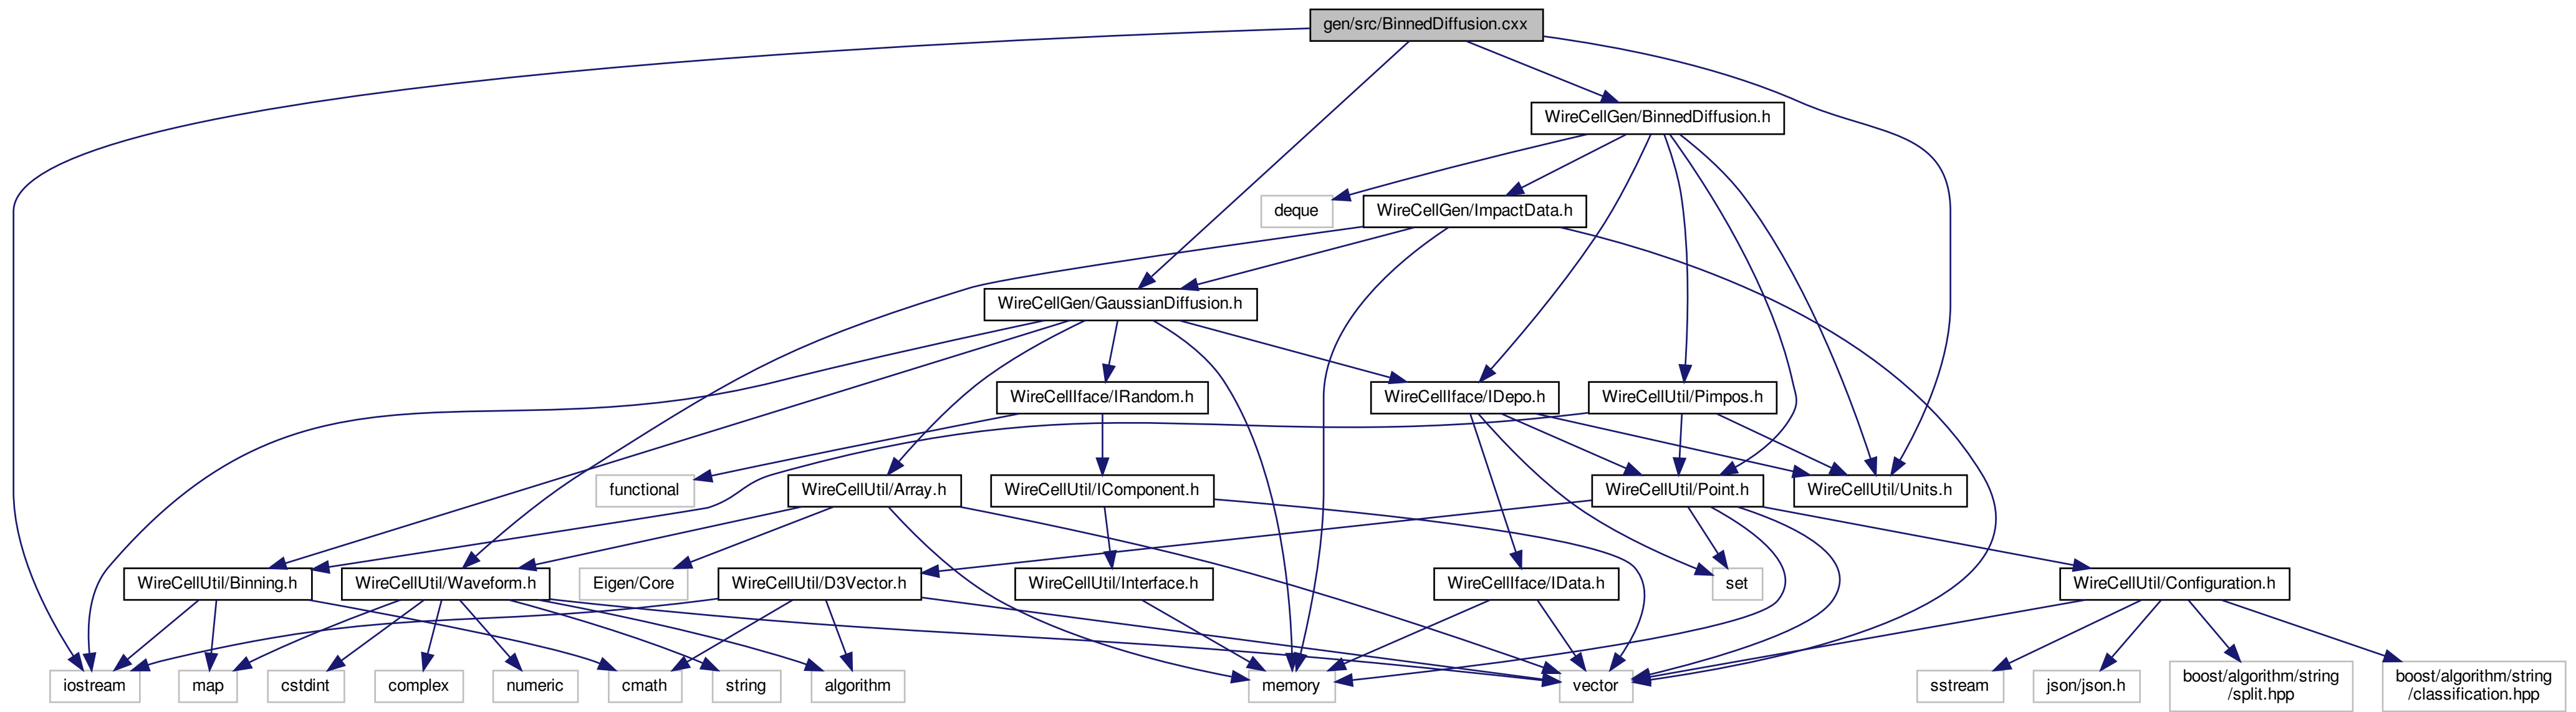 gen/src/BinnedDiffusion.cxx
WireCellGen/BinnedDiffusion.h
deque
WireCellGen/ImpactData.h
WireCellGen/GaussianDiffusion.h
WireCellIface/IRandom.h
WireCellIface/IDepo.h
WireCellUtil/Pimpos.h
functional
WireCellUtil/Array.h
WireCellUtil/IComponent.h
WireCellUtil/Point.h
WireCellUtil/Units.h
WireCellUtil/Binning.h
WireCellUtil/Waveform.h
Eigen/Core
WireCellUtil/D3Vector.h
WireCellUtil/Interface.h
WireCellIface/IData.h
set
WireCellUtil/Configuration.h
iostream
map
cstdint
complex
numeric
cmath
string
algorithm
memory
vector
sstream
json/json.h
boost/algorithm/string
/split.hpp
boost/algorithm/string
/classification.hpp